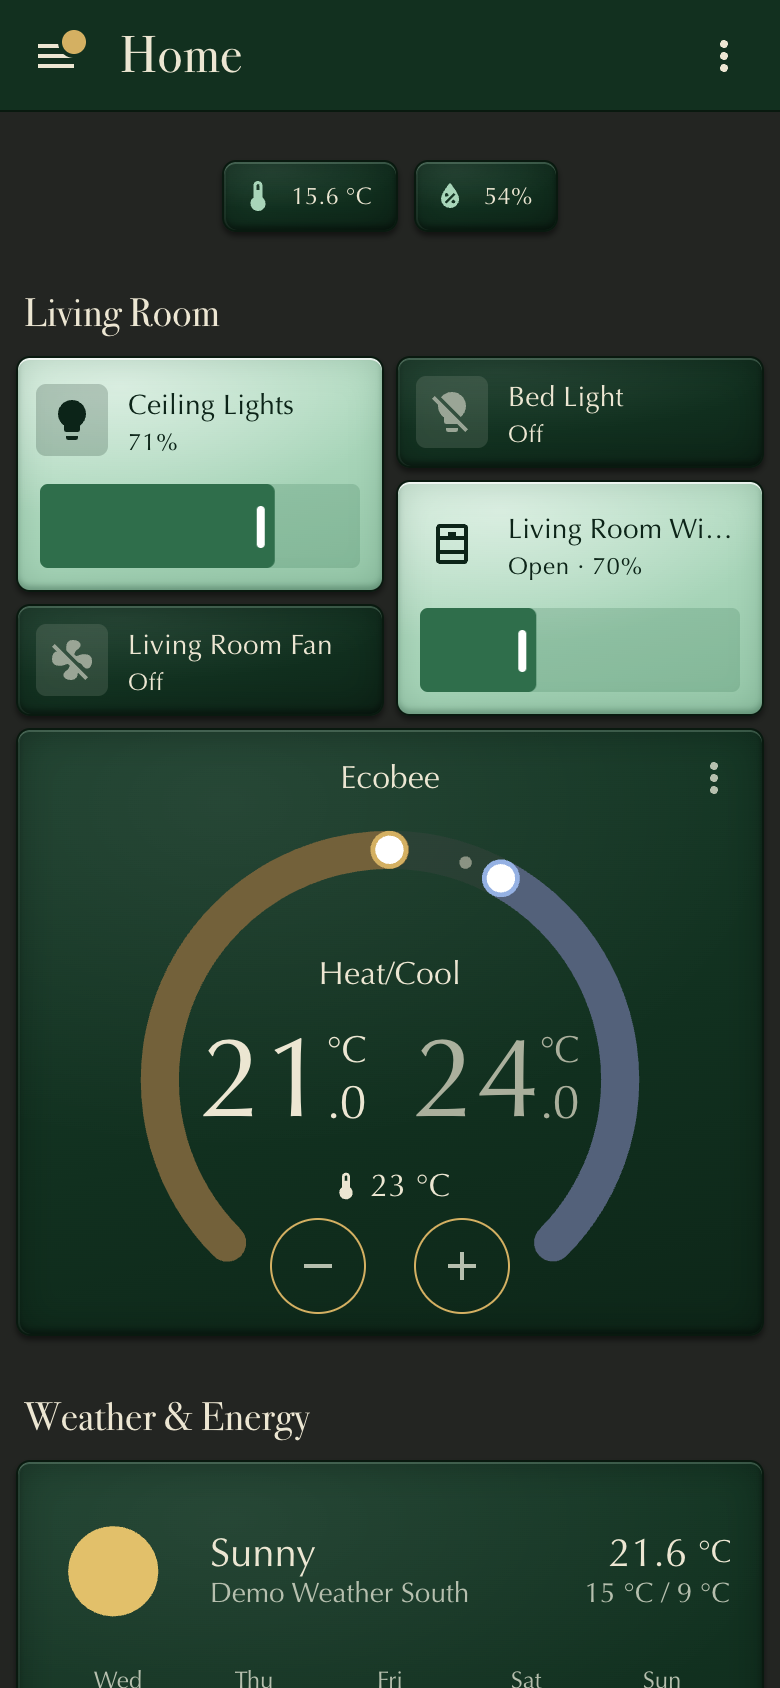 Home
15.6 °C
54%
Living Room
Ceiling Lights
71%
Bed Light
Off
Living Room Wi…
Open · 70%
Living Room Fan
Off
Ecobee
Heat/Cool
21.0 °C 24.0 °C
23 °C
Weather & Energy
Sunny
21.6 °C
Demo Weather South
15 °C / 9 °C
Wed Thu Fri Sat Sun